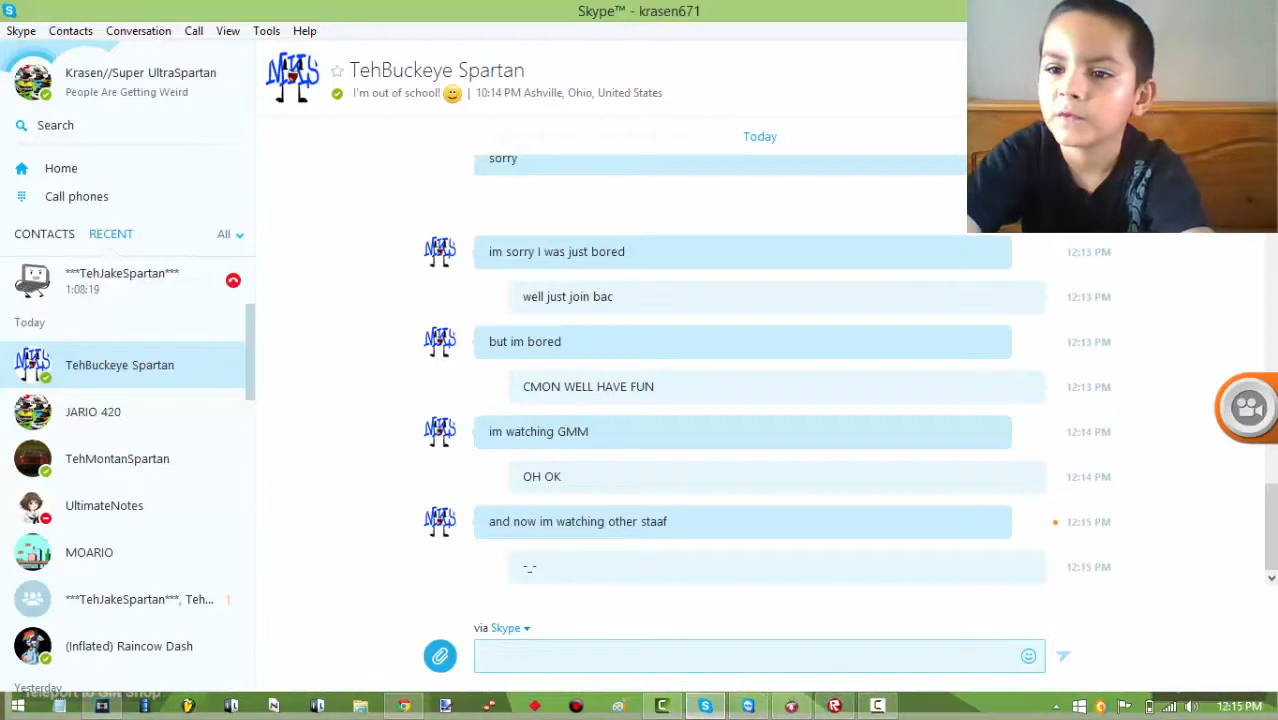 Skype™ - krasen671
Skype Contacts Conversation Call View Tools Help
Krasen//Super UltraSpartan
People Are Getting Weird
Search
Home
Call phones
CONTACTS RECENT All
***TehJakeSpartan***
1:08:19
Today
TehBuckeye Spartan
JARIO 420
TehMontanSpartan
UltimateNotes
MOARIO
***TehJakeSpartan***, Teh... 1
(Inflated) Raincow Dash
Yesterday
TehBuckeye Spartan
I'm out of school! | 10:14 PM Ashville, Ohio, United States
Today
sorry
im sorry I was just bored 12:13 PM
well just join bac 12:13 PM
but im bored 12:13 PM
CMON WELL HAVE FUN 12:13 PM
im watching GMM 12:14 PM
OH OK 12:14 PM
and now im watching other staaf 12:15 PM
-_- 12:15 PM
via Skype
Teleport to Gift Shop
12:15 PM